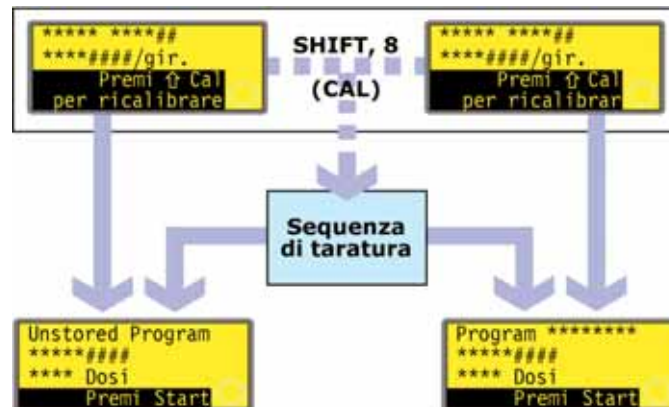 ***** ****##
****####/gir.
Premi ⇧ Cal
per ricalibrare
SHIFT, 8
(CAL)
***** ****##
****####/gir.
Premi ⇧ Cal
per ricalibrar
Sequenza
di taratura
Unstored Program
*****####
**** Dosi
Premi Start
Program ********
*****####
**** Dosi
Premi Start